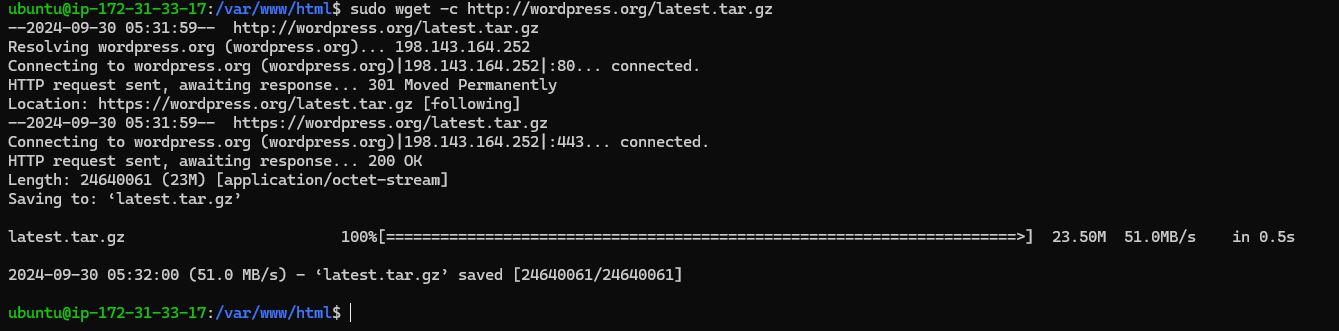 ubuntu@ip-172-31-33-17:/var/www/html$ sudo wget -c http://wordpress.org/latest.tar.gz
--2024-09-30 05:31:59--  http://wordpress.org/latest.tar.gz
Resolving wordpress.org (wordpress.org)... 198.143.164.252
Connecting to wordpress.org (wordpress.org)|198.143.164.252|:80... connected.
HTTP request sent, awaiting response... 301 Moved Permanently
Location: https://wordpress.org/latest.tar.gz [following]
--2024-09-30 05:31:59--  https://wordpress.org/latest.tar.gz
Connecting to wordpress.org (wordpress.org)|198.143.164.252|:443... connected.
HTTP request sent, awaiting response... 200 OK
Length: 24640061 (23M) [application/octet-stream]
Saving to: ‘latest.tar.gz’
latest.tar.gz                        100%[======================================================================>]  23.50M  51.0MB/s    in 0.5s
2024-09-30 05:32:00 (51.0 MB/s) - ‘latest.tar.gz’ saved [24640061/24640061]
ubuntu@ip-172-31-33-17:/var/www/html$